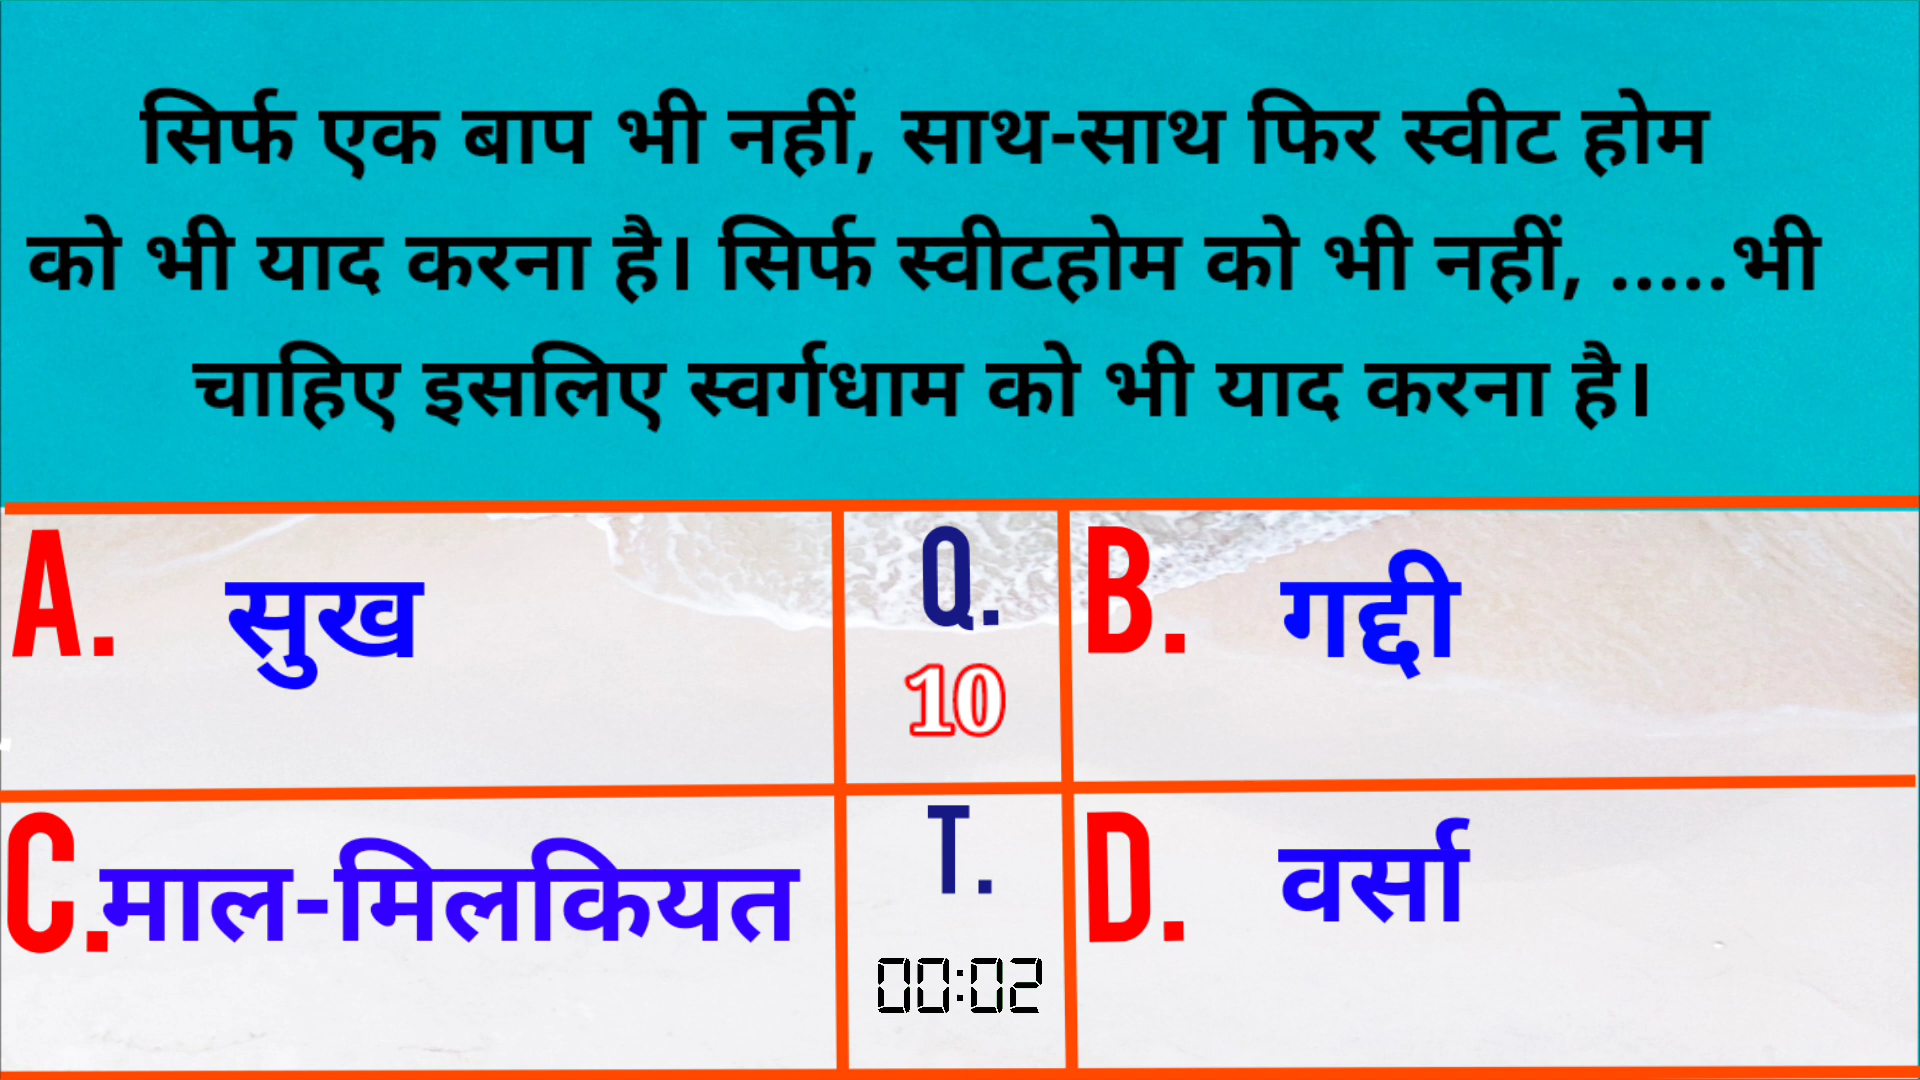 सिर्फ एक बाप भी नहीं, साथ-साथ फिर स्वीट होम
को भी याद करना है। सिर्फ स्वीटहोम को भी नहीं, .....भी
चाहिए इसलिए स्वर्गधाम को भी याद करना है।
A. सुख
Q.
10
B. गद्दी
C. माल-मिलकियत
T.
00:02
D. वर्सा